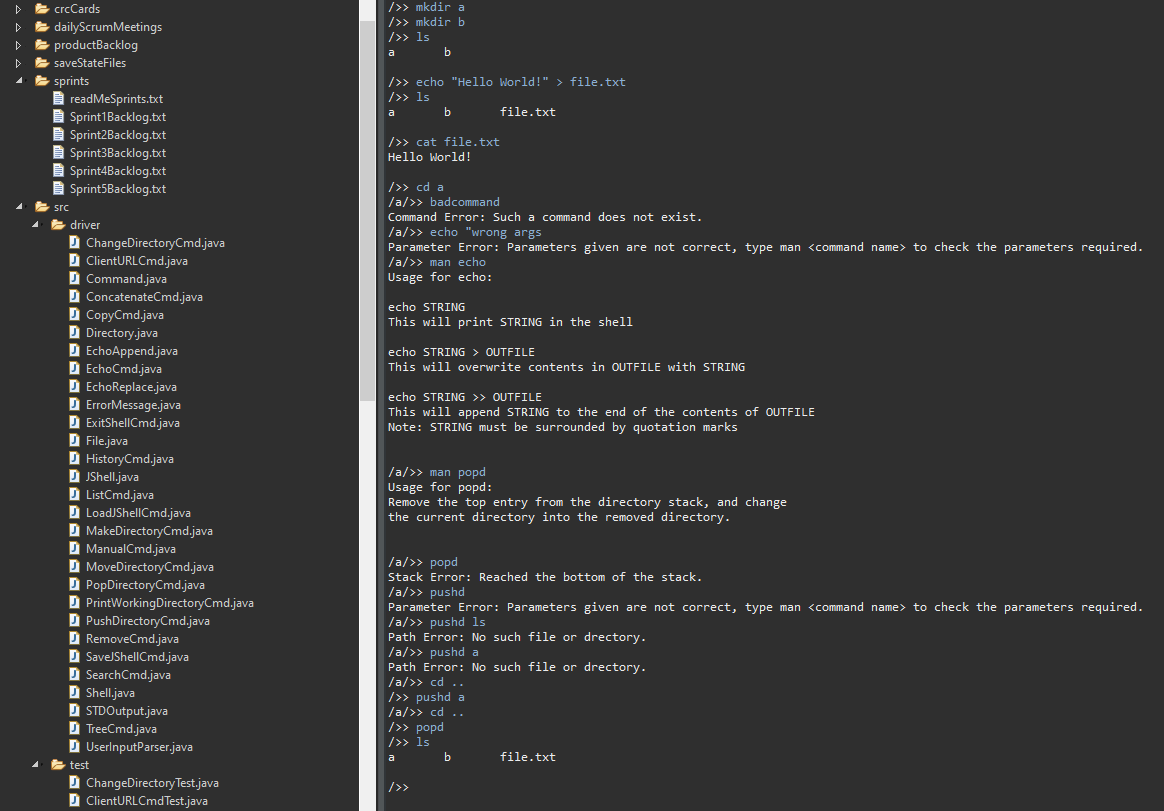 crcCards
dailyScrumMeetings
productBacklog
saveStateFiles
sprints
readMeSprints.txt
Sprint1Backlog.txt
Sprint2Backlog.txt
Sprint3Backlog.txt
Sprint4Backlog.txt
Sprint5Backlog.txt
src
driver
ChangeDirectoryCmd.java
ClientURLCmd.java
Command.java
ConcatenateCmd.java
CopyCmd.java
Directory.java
EchoAppend.java
EchoCmd.java
EchoReplace.java
ErrorMessage.java
ExitShellCmd.java
File.java
HistoryCmd.java
JShell.java
ListCmd.java
LoadJShellCmd.java
MakeDirectoryCmd.java
ManualCmd.java
MoveDirectoryCmd.java
PopDirectoryCmd.java
PrintWorkingDirectoryCmd.java
PushDirectoryCmd.java
RemoveCmd.java
SaveJShellCmd.java
SearchCmd.java
Shell.java
STDOutput.java
TreeCmd.java
UserInputParser.java
test
ChangeDirectoryTest.java
ClientURLCmdTest.java
/>> mkdir a
/>> mkdir b
/>> ls
a       b
/>> echo "Hello World!" > file.txt
/>> ls
a       b       file.txt
/>> cat file.txt
Hello World!
/>> cd a
/a/>> badcommand
Command Error: Such a command does not exist.
/a/>> echo "wrong args
Parameter Error: Parameters given are not correct, type man <command name> to check the parameters required.
/a/>> man echo
Usage for echo:
echo STRING
This will print STRING in the shell
echo STRING > OUTFILE
This will overwrite contents in OUTFILE with STRING
echo STRING >> OUTFILE
This will append STRING to the end of the contents of OUTFILE
Note: STRING must be surrounded by quotation marks
/a/>> man popd
Usage for popd:
Remove the top entry from the directory stack, and change
the current directory into the removed directory.
/a/>> popd
Stack Error: Reached the bottom of the stack.
/a/>> pushd
Parameter Error: Parameters given are not correct, type man <command name> to check the parameters required.
/a/>> pushd ls
Path Error: No such file or drectory.
/a/>> pushd a
Path Error: No such file or drectory.
/a/>> cd ..
/>> pushd a
/a/>> cd ..
/>> popd
/>> ls
a       b       file.txt
/>>